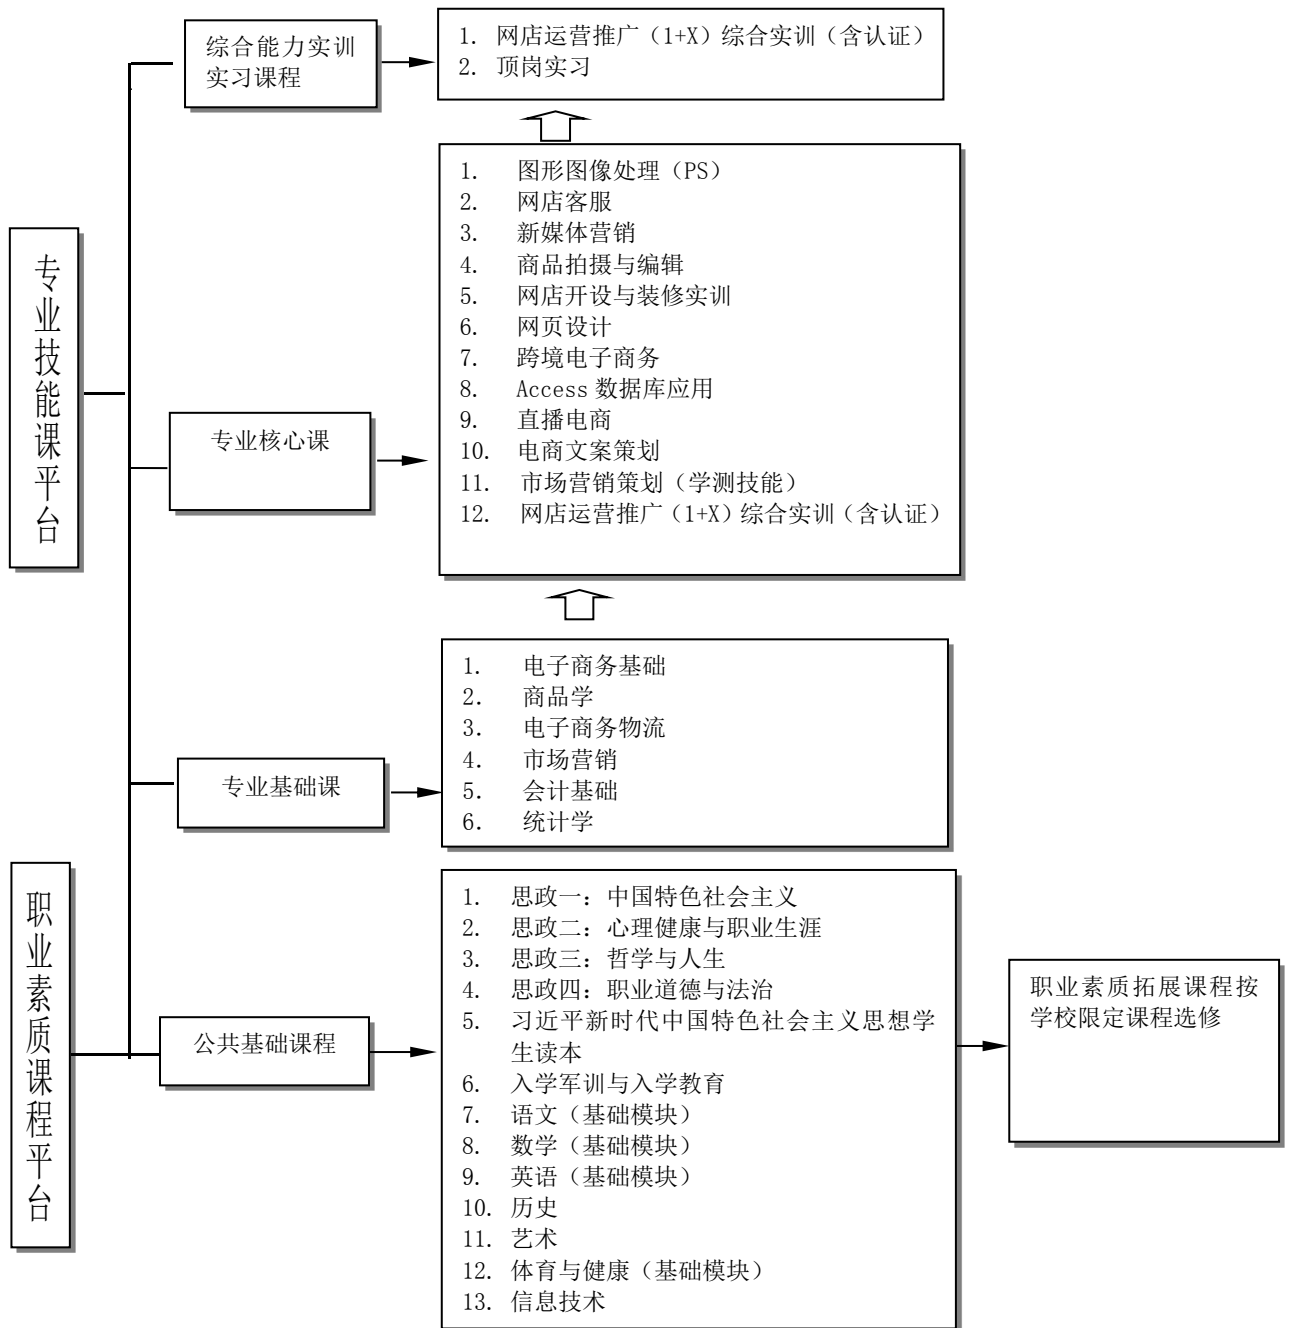 综合能力实训
实习课程
1. 网店运营推广（1+X）综合实训（含认证）
2. 顶岗实习
专业技能课平台
专业核心课
1. 图形图像处理（PS）
2. 网店客服
3. 新媒体营销
4. 商品拍摄与编辑
5. 网店开设与装修实训
6. 网页设计
7. 跨境电子商务
8. Access 数据库应用
9. 直播电商
10. 电商文案策划
11. 市场营销策划（学测技能）
12. 网店运营推广（1+X）综合实训（含认证）
专业基础课
1. 电子商务基础
2. 商品学
3. 电子商务物流
4. 市场营销
5. 会计基础
6. 统计学
职业素质课程平台
公共基础课程
1. 思政一：中国特色社会主义
2. 思政二：心理健康与职业生涯
3. 思政三：哲学与人生
4. 思政四：职业道德与法治
5. 习近平新时代中国特色社会主义思想学
生读本
6. 入学军训与入学教育
7. 语文（基础模块）
8. 数学（基础模块）
9. 英语（基础模块）
10. 历史
11. 艺术
12. 体育与健康（基础模块）
13. 信息技术
职业素质拓展课程按
学校限定课程选修